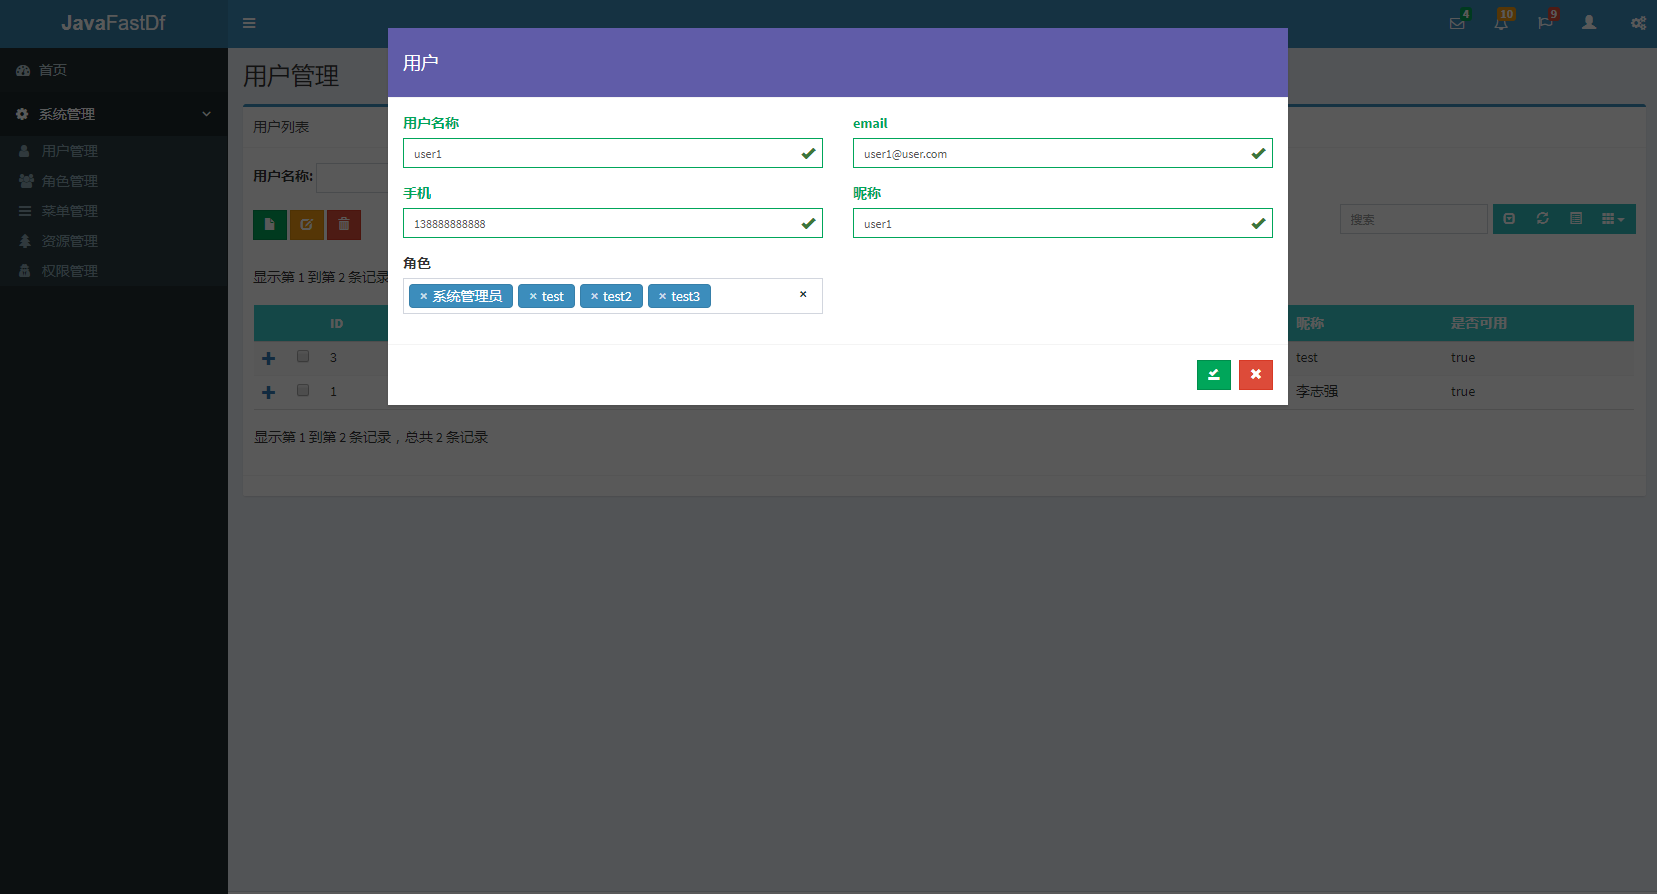 JavaFastDf
4
10
9
首页
系统管理
用户管理
角色管理
菜单管理
资源管理
权限管理
用户管理
用户列表
用户名称:
搜索
显示第 1 到第 2 条记录
ID
昵称
是否可用
3
test
true
1
李志强
true
显示第 1 到第 2 条记录，总共 2 条记录
用户
用户名称
email
user1
user1@user.com
手机
昵称
138888888888
user1
角色
× 系统管理员 × test × test2 × test3 ×